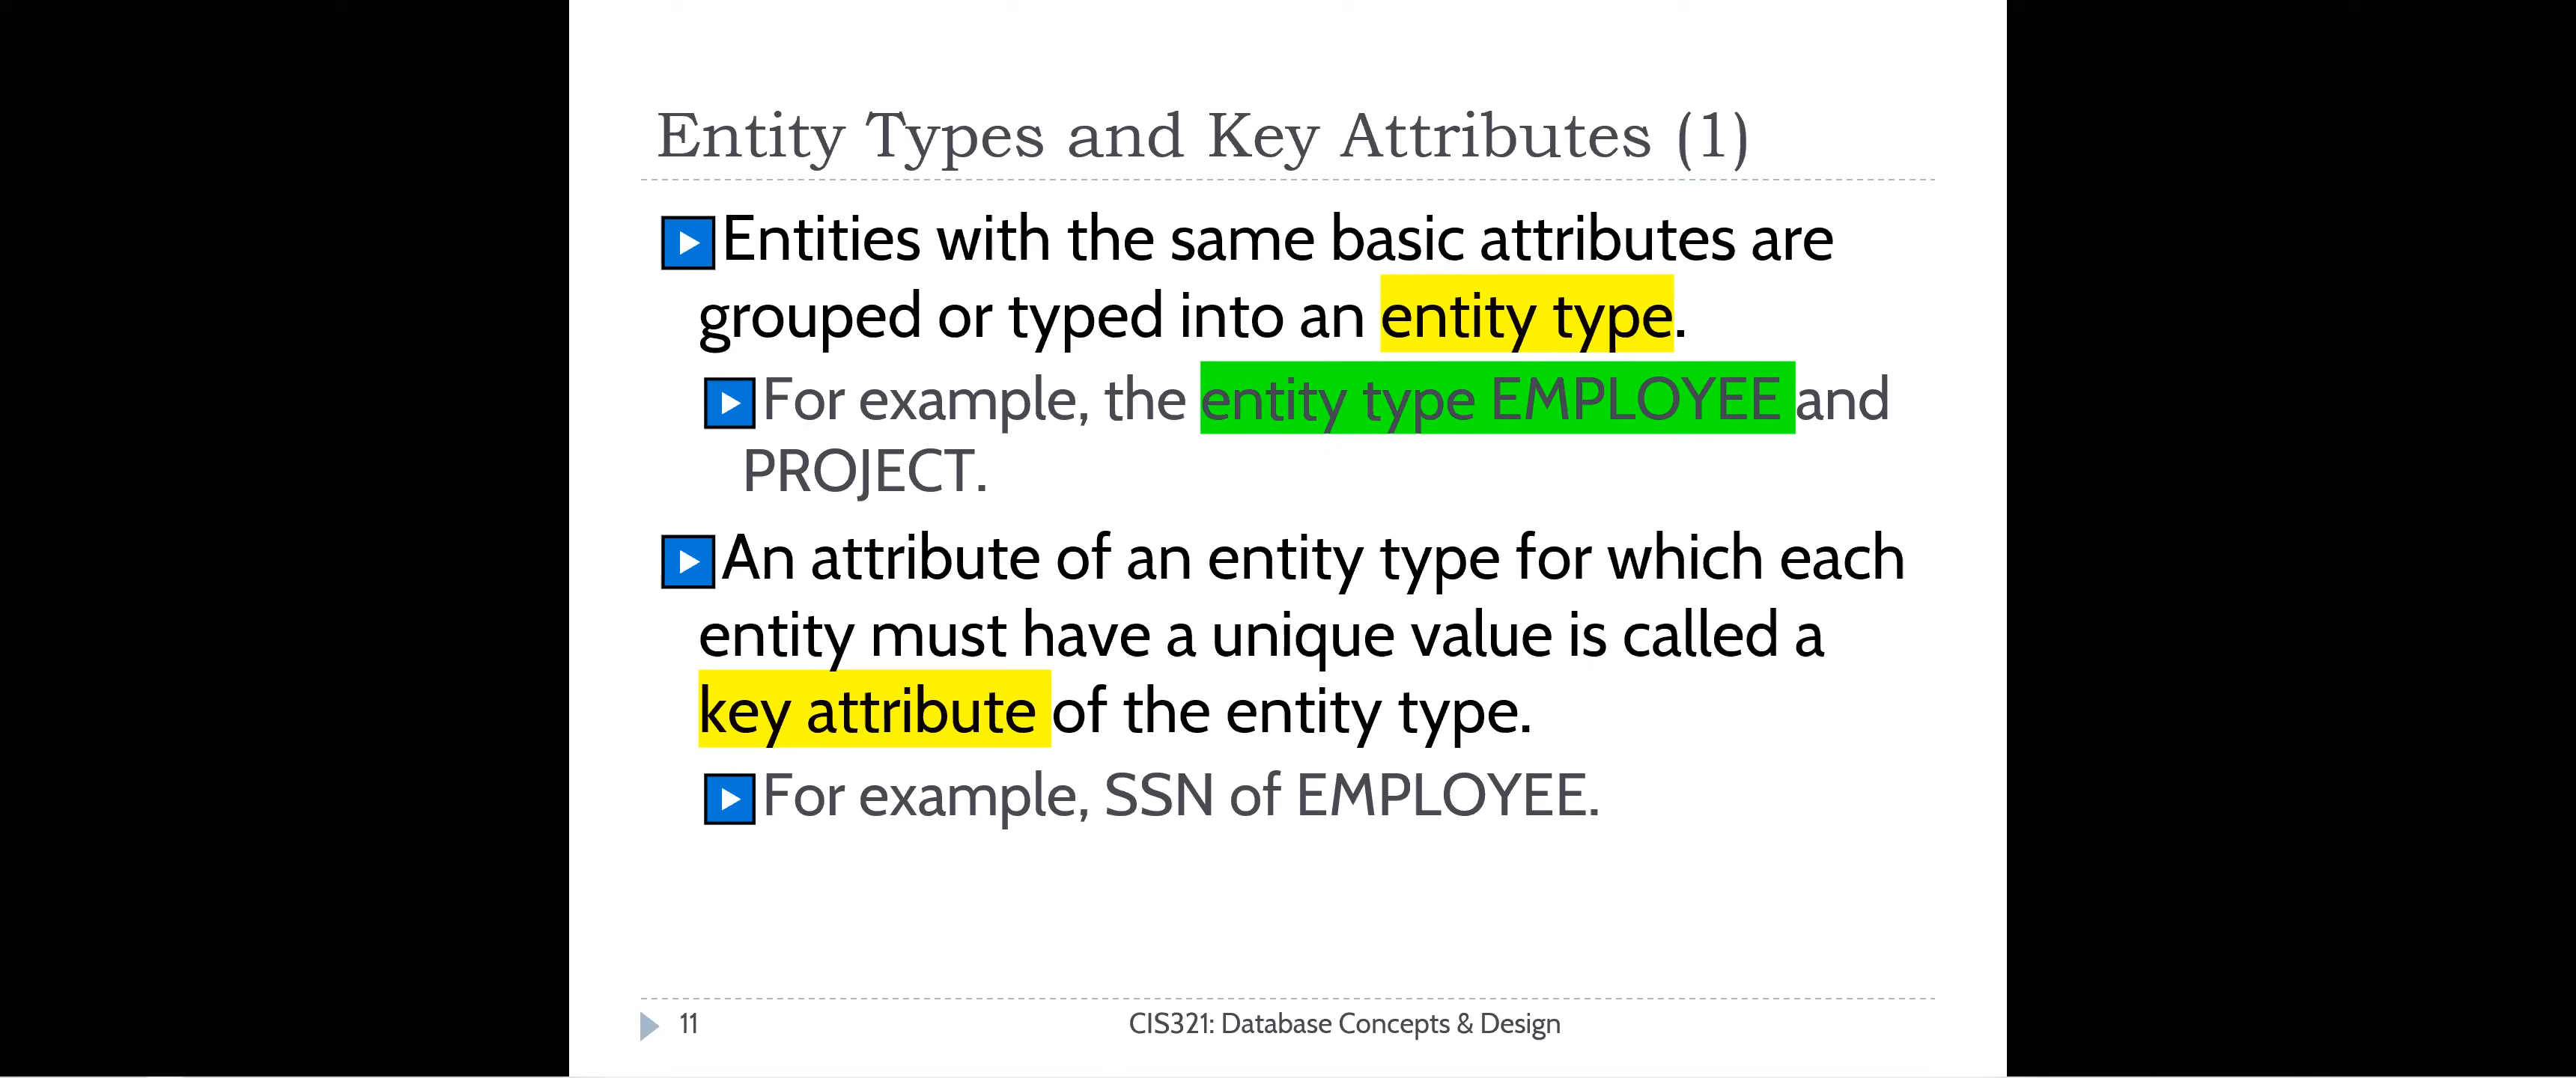 Entity Types and Key Attributes (1)
Entities with the same basic attributes are
grouped or typed into an entity type.
For example, the entity type EMPLOYEE and
PROJECT.
An attribute of an entity type for which each
entity must have a unique value is called a
key attribute of the entity type.
For example, SSN of EMPLOYEE.
11
CIS321: Database Concepts & Design